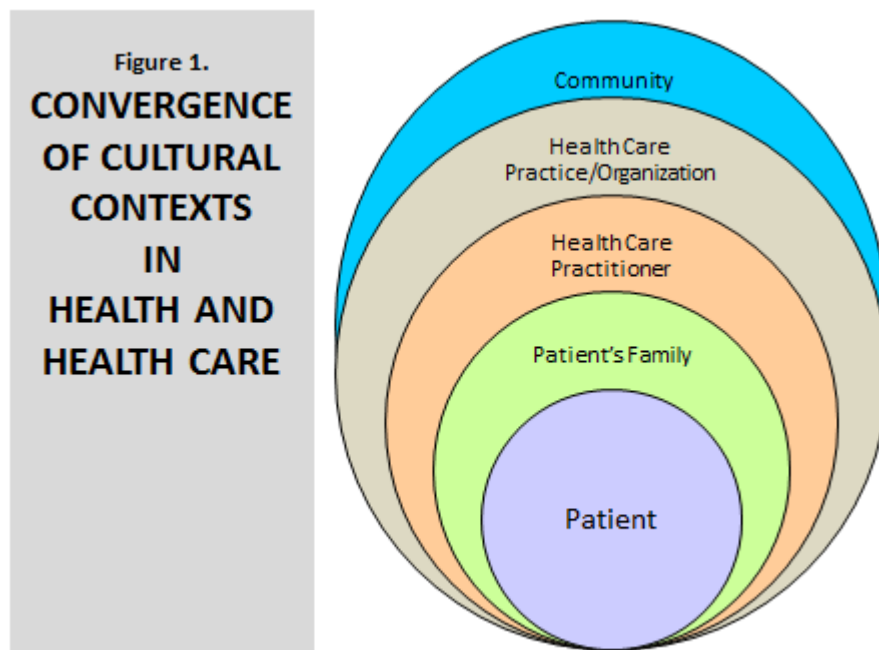 Figure 1.
CONVERGENCE
OF CULTURAL
CONTEXTS
IN
HEALTH AND
HEALTH CARE
Community
Health Care
Practice/Organization
Health Care
Practitioner
Patient's Family
Patient